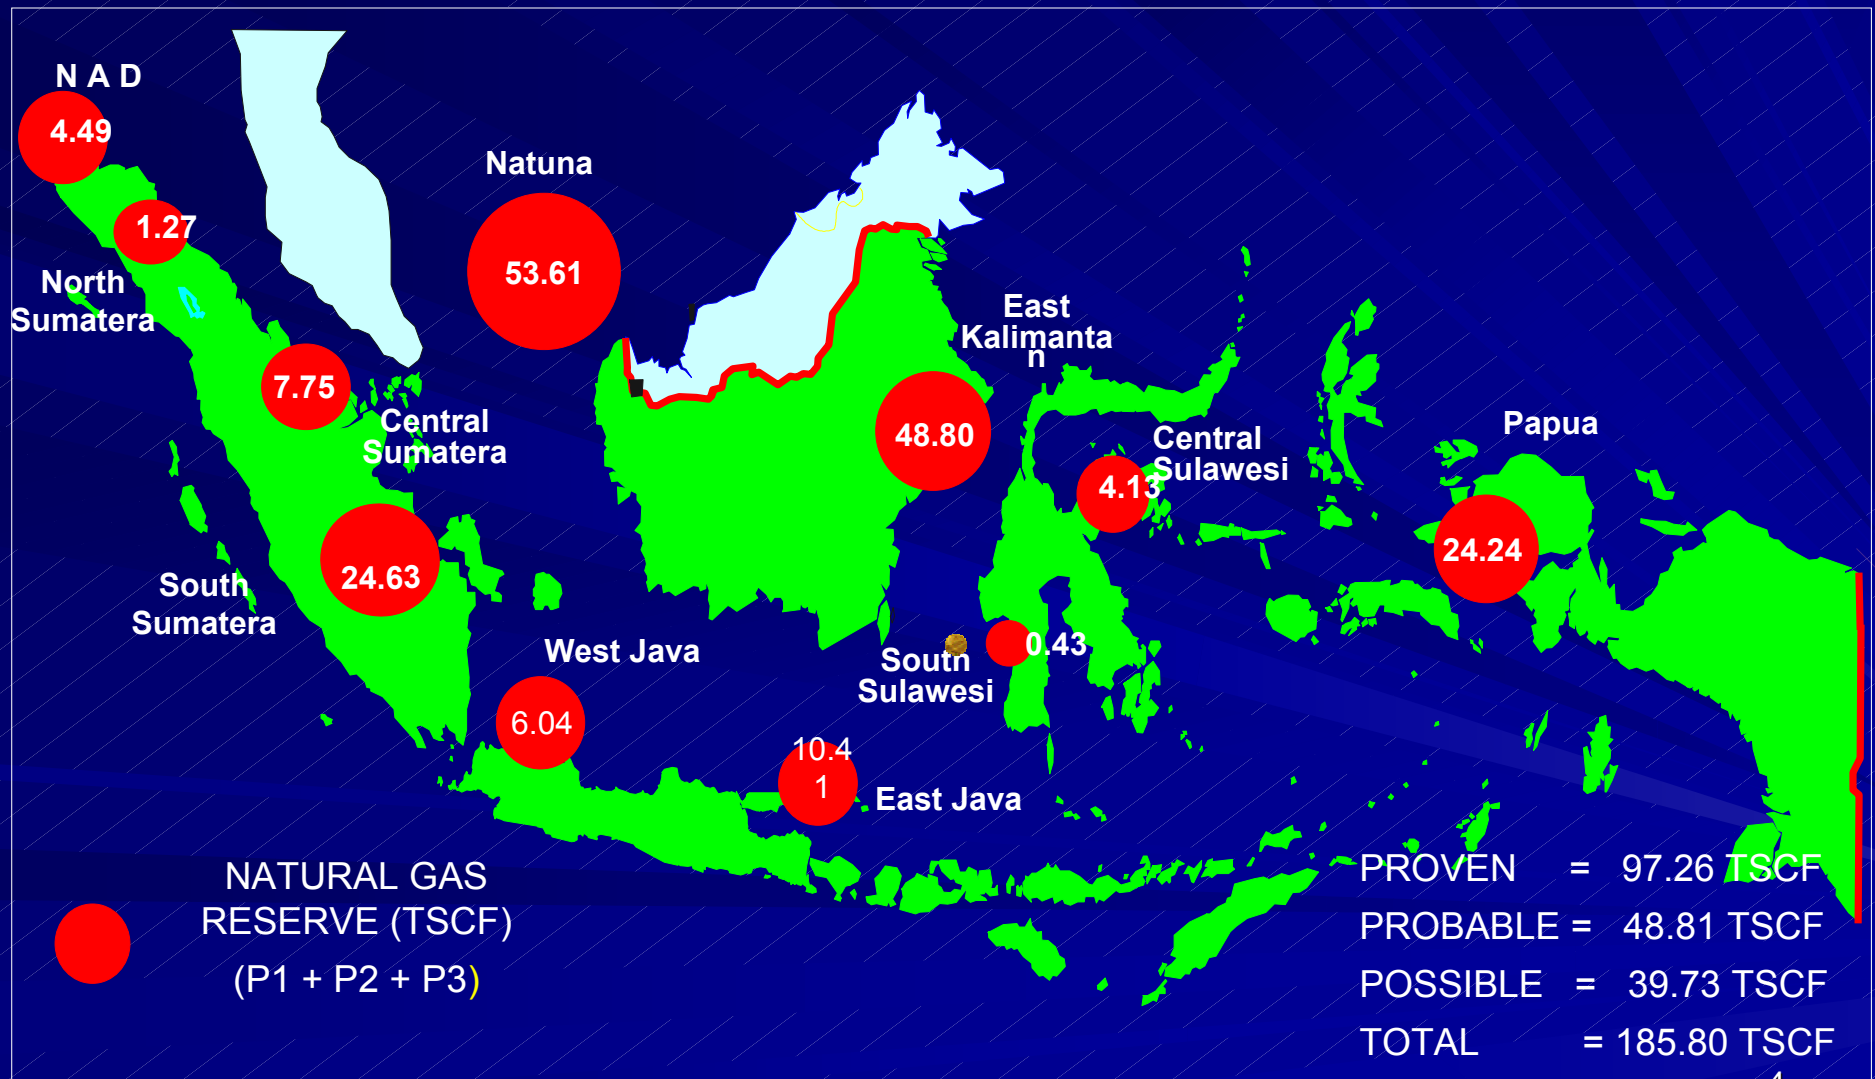 N A D
4.49
Natuna
1.27
53.61
North
Sumatera
East
Kalimanta
n
7.75
Central
Sumatera
48.80
Central
Sulawesi
4.13
Papua
24.24
24.63
South
Sumatera
West Java
0.43
South
Sulawesi
6.04
10.4
1
East Java
NATURAL GAS
RESERVE (TSCF)
(P1 + P2 + P3)
PROVEN = 97.26 TSCF
PROBABLE = 48.81 TSCF
POSSIBLE = 39.73 TSCF
TOTAL = 185.80 TSCF